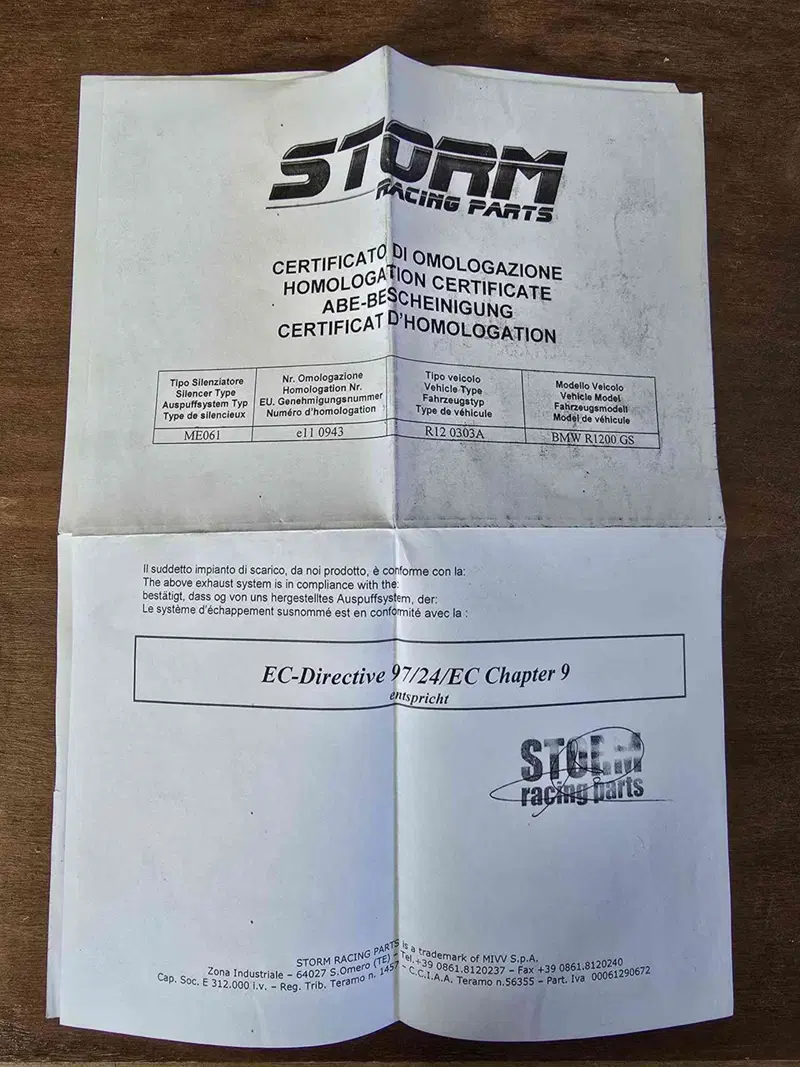 STORM
RACING PARTS
CERTIFICATO DI OMOLOGAZIONE
HOMOLOGATION CERTIFICATE
ABE-BESCHEINIGUNG
CERTIFICAT D'HOMOLOGATION
Tipo Silenziatore
Silencer Type
Auspuffsystem Typ
Type de silencieux
Nr. Omologazione
Homologation Nr.
EU. Genehmigungsnummer
Numéro d'homologation
Tipo veicolo
Vehicle Type
Fahrzeugstyp
Type de véhicule
Modello Veicolo
Vehicle Model
Fahrzeugsmodell
Model de véhicule
ME061
e11 0943
R12 0303A
BMW R1200 GS
Il suddetto impianto di scarico, da noi prodotto, è conforme con la:
The above exhaust system is in compliance with the:
bestätigt, dass og von uns hergestelltes Auspuffsystem, der:
Le système d'échappement susnommé est en conformité avec la :
EC-Directive 97/24/EC Chapter 9
entspricht
STORM
racing parts
STORM RACING PARTS is a trademark of MIVV S.p.A.
Zona Industriale – 64027 S.Omero (TE) – Tel.+39 0861.8120237 – Fax +39 0861.8120240
Cap. Soc. E 312.000 i.v. – Reg. Trib. Teramo n. 1457 – C.C.I.A.A. Teramo n.56355 – Part. Iva 00061290672